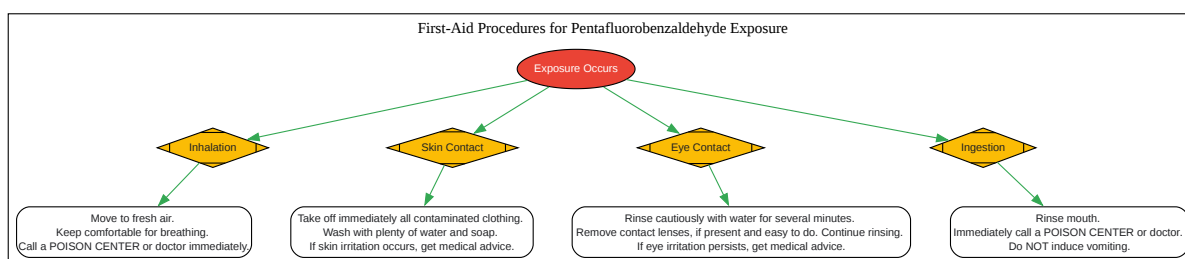 First-Aid Procedures for Pentafluorobenzaldehyde Exposure
Exposure Occurs
Inhalation
Skin Contact
Eye Contact
Ingestion
Move to fresh air.
Keep comfortable for breathing.
Call a POISON CENTER or doctor immediately.
Take off immediately all contaminated clothing.
Wash with plenty of water and soap.
If skin irritation occurs, get medical advice.
Rinse cautiously with water for several minutes.
Remove contact lenses, if present and easy to do. Continue rinsing.
If eye irritation persists, get medical advice.
Rinse mouth.
Immediately call a POISON CENTER or doctor.
Do NOT induce vomiting.